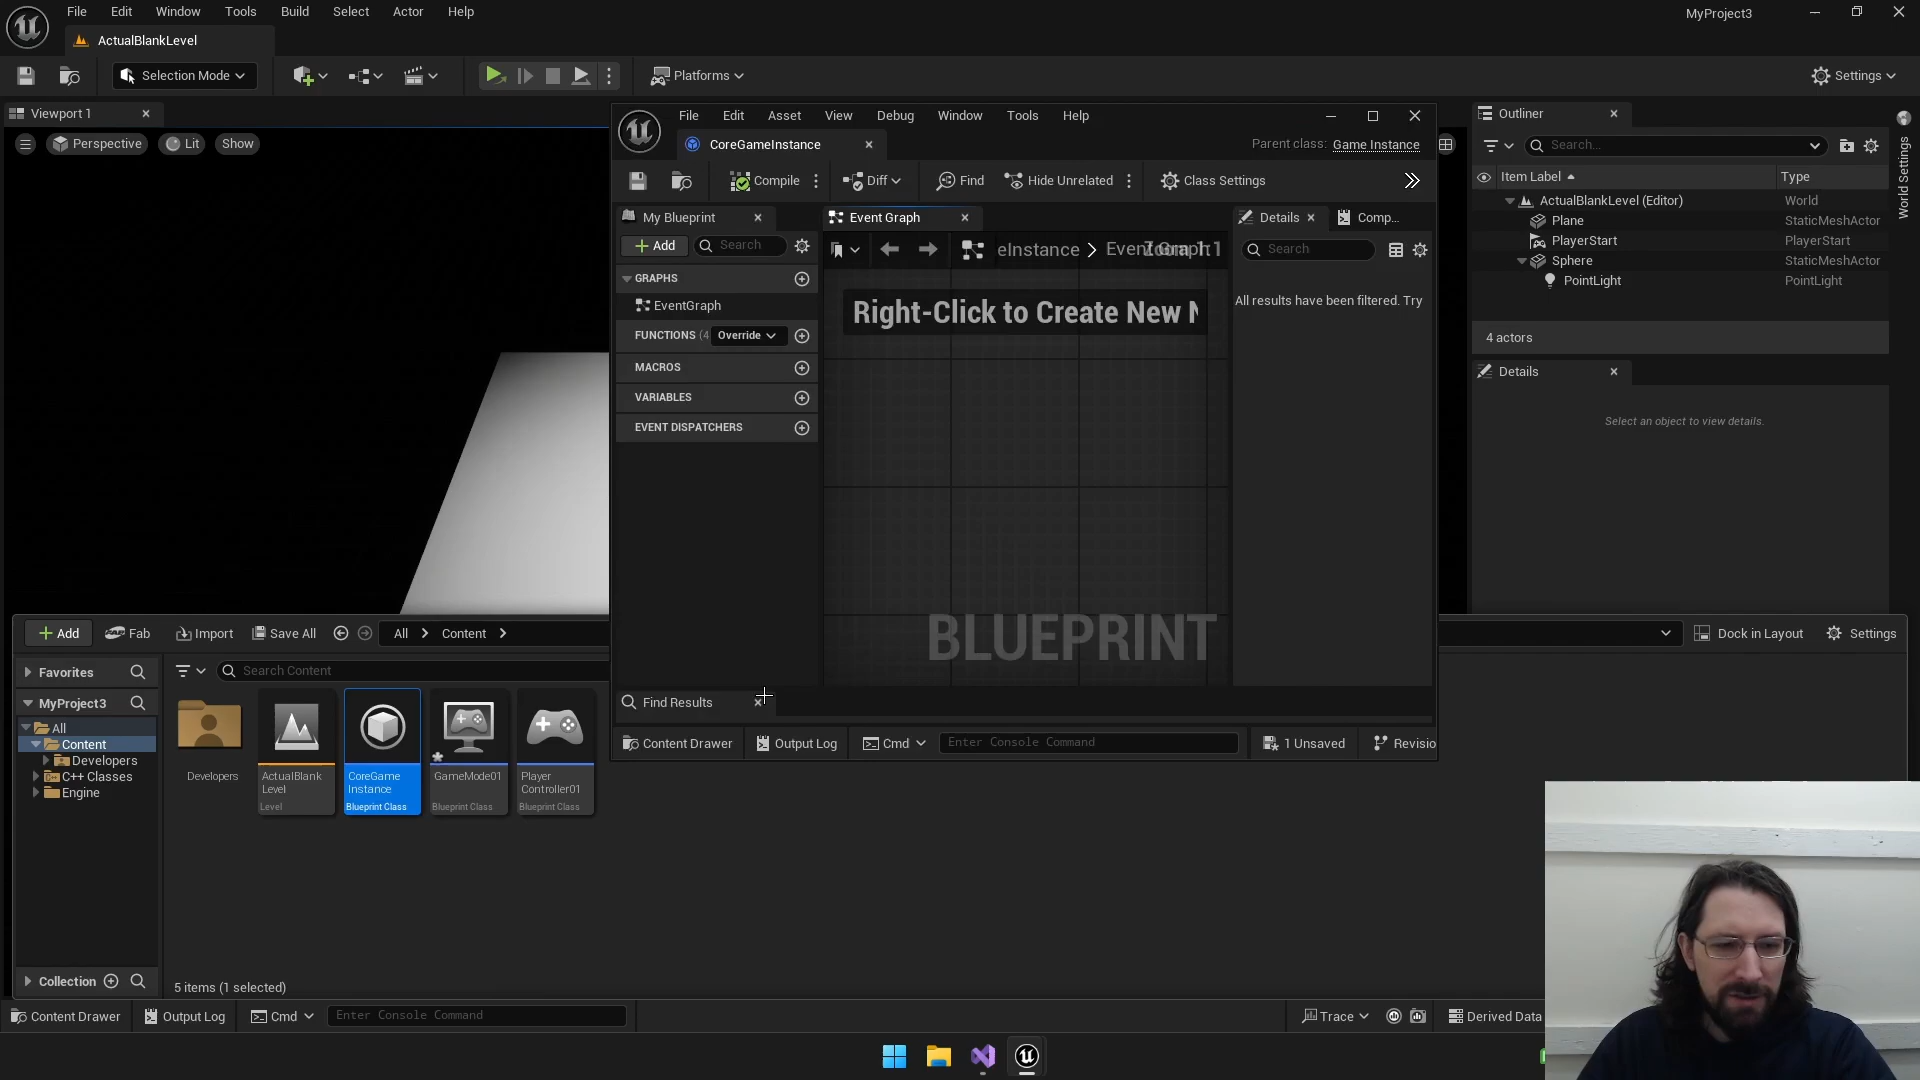 File Edit Window Tools Build Select Actor Help
MyProject3
ActualBlankLevel
Selection Mode
Platforms
Settings
Viewport 1
Perspective
Lit
Show
File Edit Asset View Debug Window Tools Help
CoreGameInstance
Parent class: Game Instance
Compile
Diff
Find
Hide Unrelated
Class Settings
My Blueprint
Add
Search
GRAPHS
EventGraph
FUNCTIONS (4
Override
MACROS
VARIABLES
EVENT DISPATCHERS
Event Graph
eInstance
Right-Click to Create New N
BLUEPRINT
Details
Comp...
Search
All results have been filtered. Try
Find Results
Content Drawer
Output Log
Cmd
Enter Console Command
1 Unsaved
Revisio
Outliner
Search...
Item Label Type
ActualBlankLevel (Editor) World
Plane StaticMeshActor
PlayerStart PlayerStart
Sphere StaticMeshActor
PointLight PointLight
4 actors
World Settings
Details
Select an object to view details.
Add
Fab
Import
Save All
All
Content
Dock in Layout
Settings
Favorites
MyProject3
All
Content
Developers
C++ Classes
Engine
Collection
Search Content
Developers
ActualBlank
Level
Level
CoreGame
Instance
Blueprint Class
GameMode01
Blueprint Class
Player
Controller01
Blueprint Class
5 items (1 selected)
Content Drawer
Output Log
Cmd
Enter Console Command
Trace
Derived Data